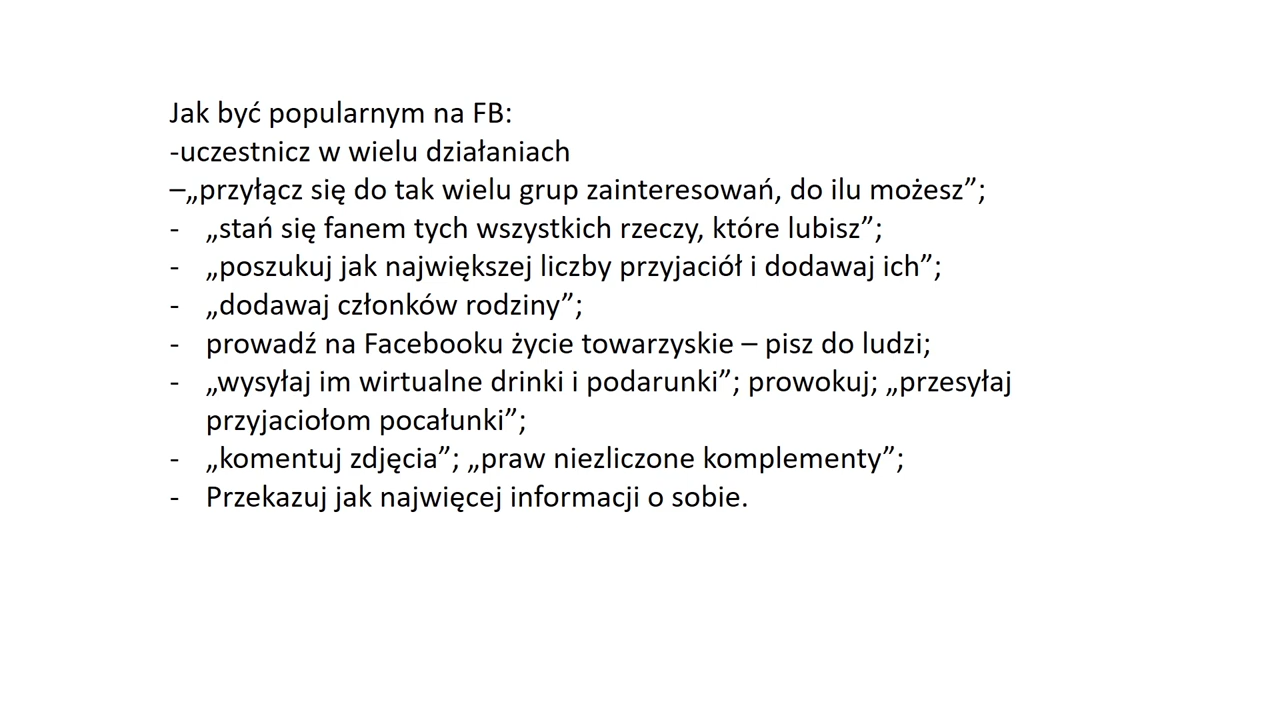 Jak być popularnym na FB:
-uczestnicz w wielu działaniach
–„przyłącz się do tak wielu grup zainteresowań, do ilu możesz”;
- „stań się fanem tych wszystkich rzeczy, które lubisz”;
- „poszukuj jak największej liczby przyjaciół i dodawaj ich”;
- „dodawaj członków rodziny”;
- prowadź na Facebooku życie towarzyskie – pisz do ludzi;
- „wysyłaj im wirtualne drinki i podarunki”; prowokuj; „przesyłaj
przyjaciołom pocałunki”;
- „komentuj zdjęcia”; „praw niezliczone komplementy”;
- Przekazuj jak najwięcej informacji o sobie.